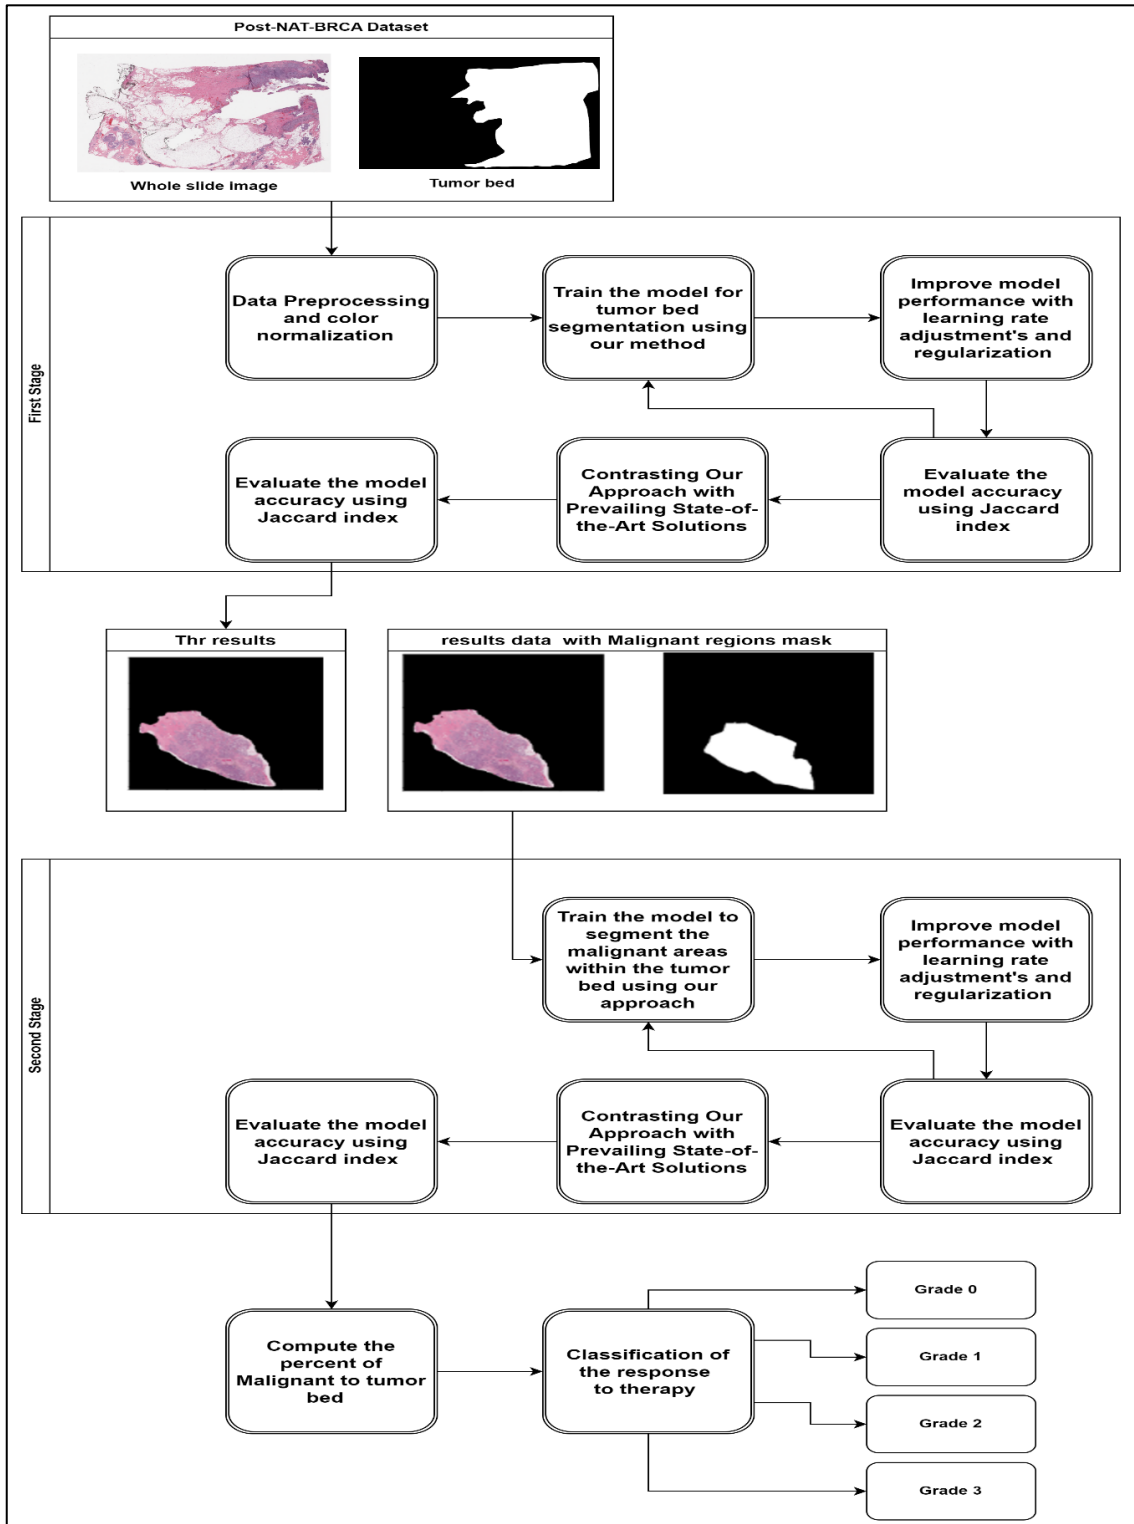 Post-NAT-BRCA Dataset
Whole slide image
Tumor bed
First Stage
Data Preprocessing
and color
normalization
Train the model for
tumor bed
segmentation using
our method
Improve model
performance with
learning rate
adjustment's and
regularization
Evaluate the model
accuracy using
Jaccard index
Contrasting Our
Approach with
Prevailing State-of-
the-Art Solutions
Evaluate the
model accuracy
using Jaccard
index
Thr results
results data with Malignant regions mask
Second Stage
Train the model to
segment the
malignant areas
within the tumor
bed using our
approach
Improve model
performance with
learning rate
adjustment's and
regularization
Evaluate the model
accuracy using
Jaccard index
Contrasting Our
Approach with
Prevailing State-of-
the-Art Solutions
Evaluate the model
accuracy using
Jaccard index
Compute the
percent of
Malignant to tumor
bed
Classification of
the response
to therapy
Grade 0
Grade 1
Grade 2
Grade 3